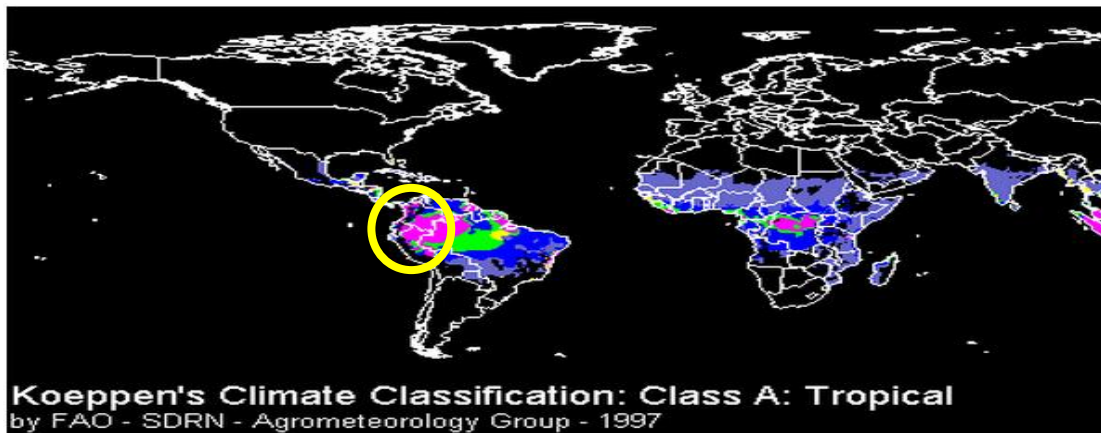 Koeppen's Climate Classification: Class A: Tropical
by FAO - SDRN - Agrometeorology Group - 1997